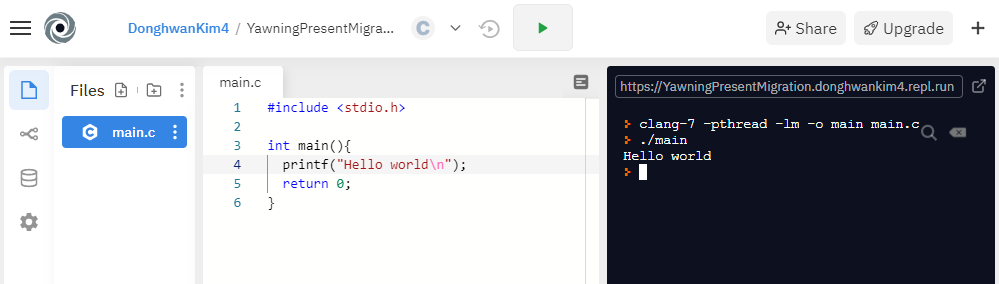 DonghwanKim4 / YawningPresentMigra... C Share Upgrade
Files
main.c
main.c
1 #include <stdio.h>
2
3 int main(){
4 printf("Hello world\n");
5 return 0;
6 }
https://YawningPresentMigration.donghwankim4.repl.run
> clang-7 -pthread -lm -o main main.c
> ./main
Hello world
>